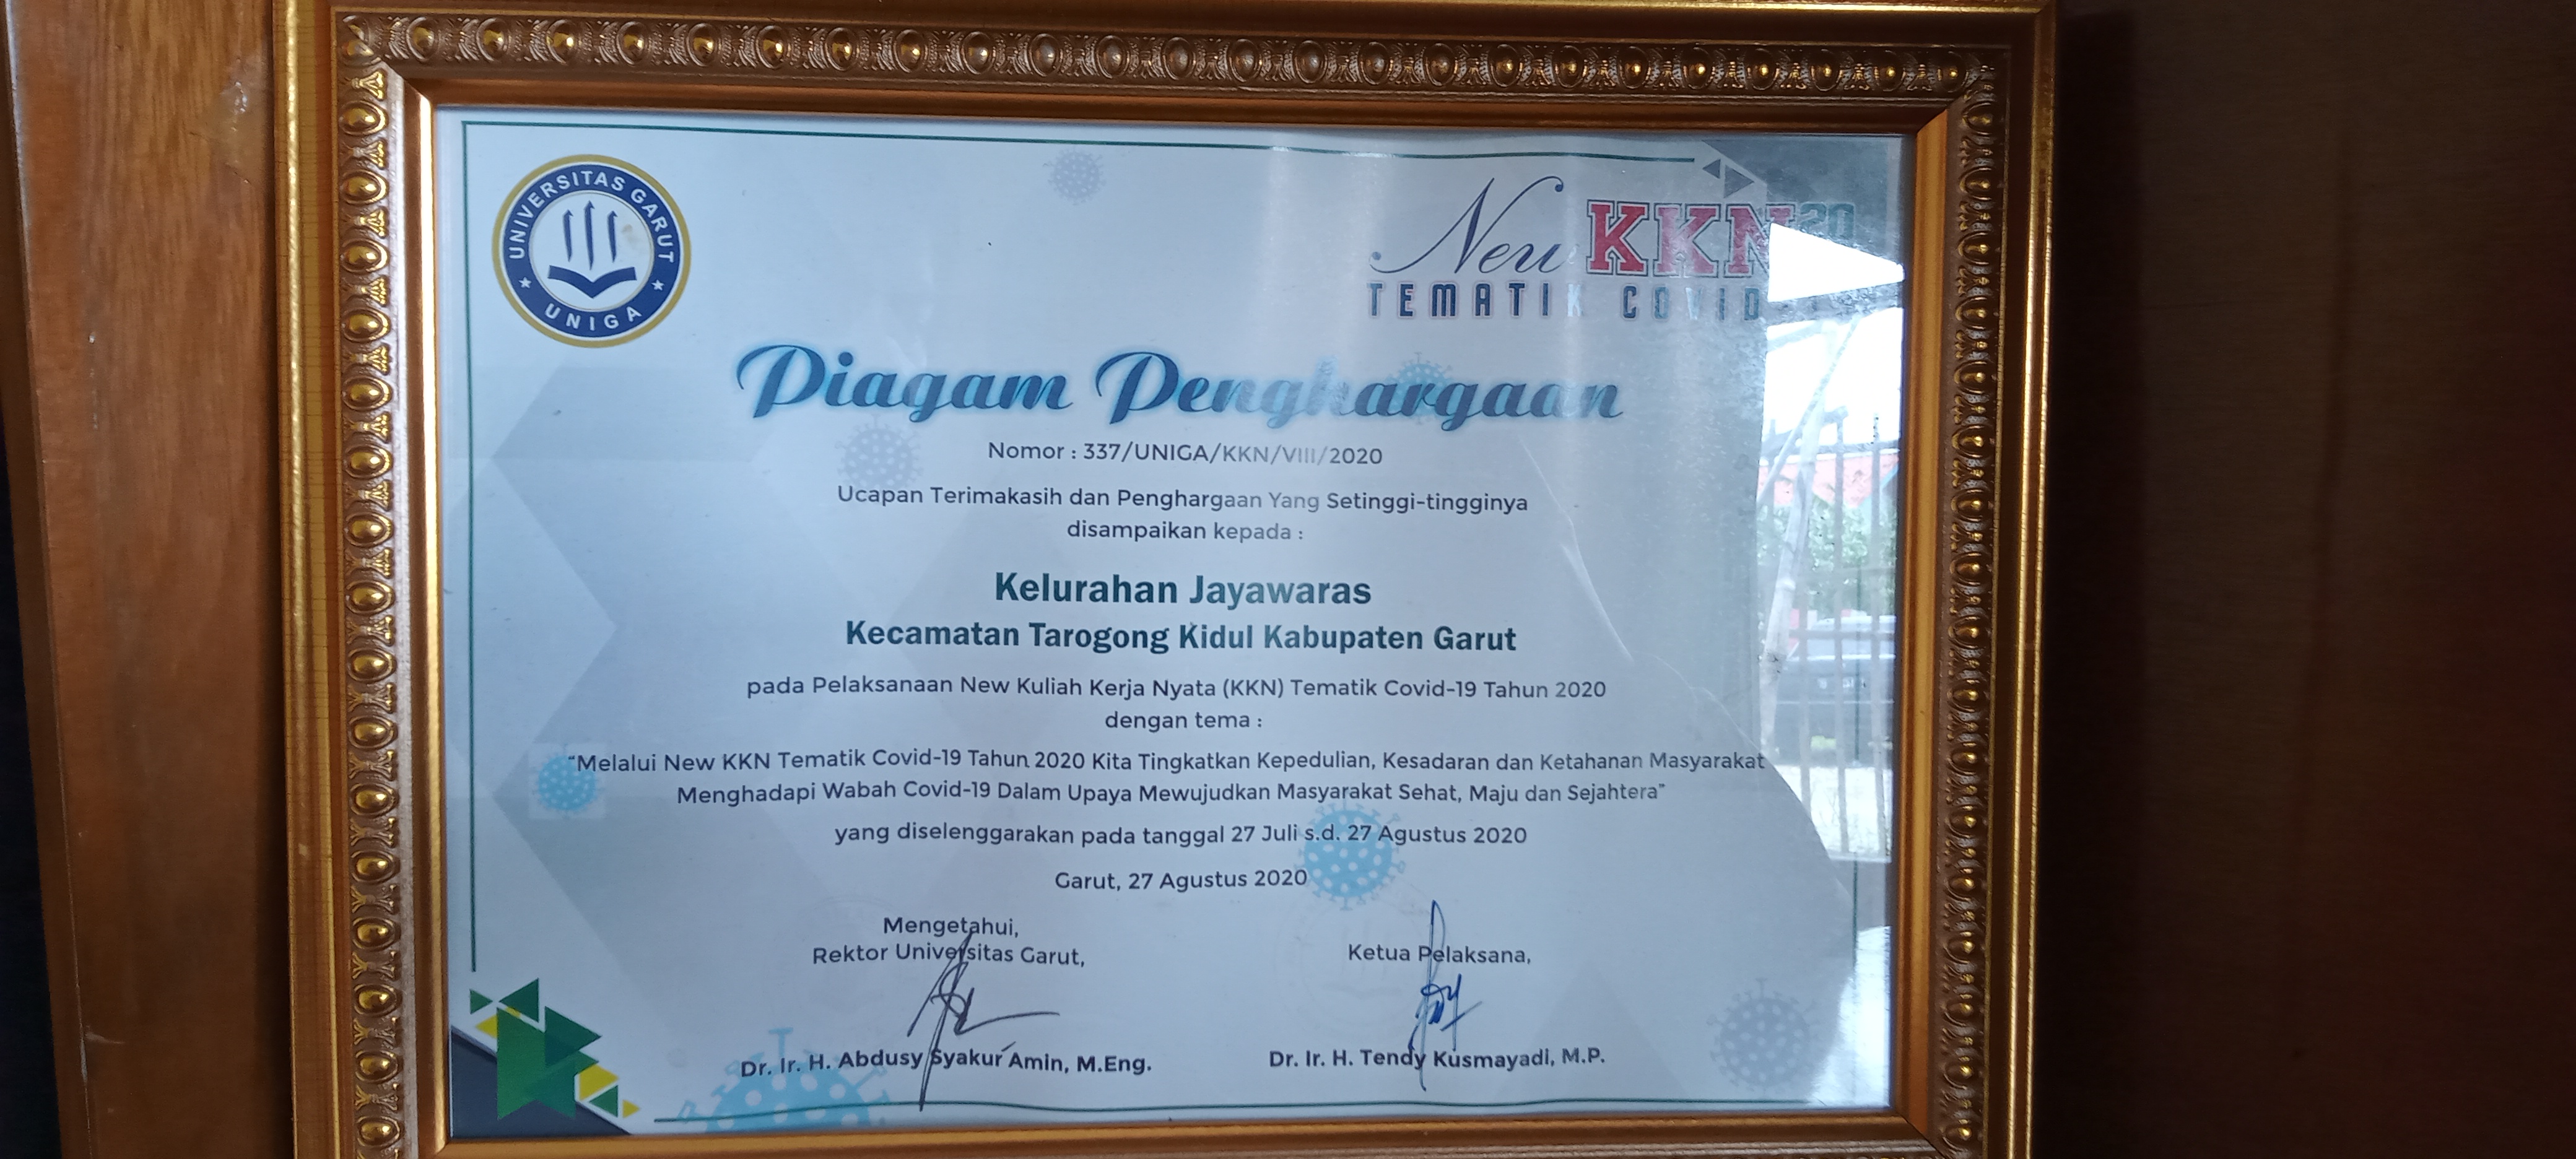 UNIVERSITAS GARUT
UNIGA
New KKN 20
TEMATIK COVID
Piagam Penghargaan
Nomor : 337/UNIGA/KKN/VIII/2020
Ucapan Terimakasih dan Penghargaan Yang Setinggi-tingginya
disampaikan kepada :
Kelurahan Jayawaras
Kecamatan Tarogong Kidul Kabupaten Garut
pada Pelaksanaan New Kuliah Kerja Nyata (KKN) Tematik Covid-19 Tahun 2020
dengan tema :
“Melalui New KKN Tematik Covid-19 Tahun 2020 Kita Tingkatkan Kepedulian, Kesadaran dan Ketahanan Masyarakat
Menghadapi Wabah Covid-19 Dalam Upaya Mewujudkan Masyarakat Sehat, Maju dan Sejahtera”
yang diselenggarakan pada tanggal 27 Juli s.d. 27 Agustus 2020
Garut, 27 Agustus 2020
Mengetahui,
Rektor Universitas Garut,
Ketua Pelaksana,
Dr. Ir. H. Abdusy Syakur Amin, M.Eng.
Dr. Ir. H. Tendy Kusmayadi, M.P.